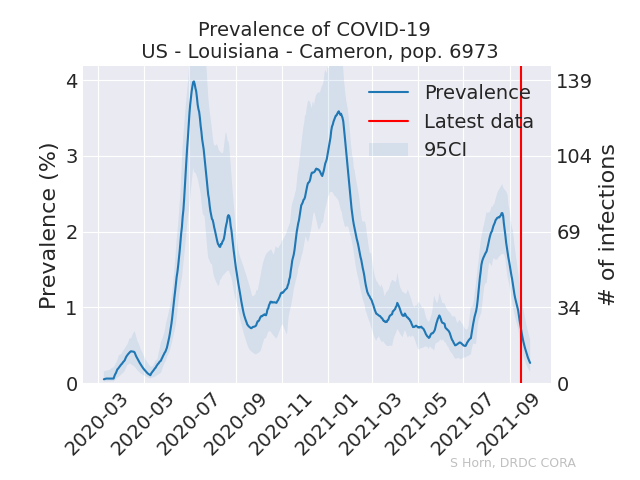 Prevalence of COVID-19
US - Louisiana - Cameron, pop. 6973
Prevalence
Latest data
95CI
Prevalence (%)
4
3
2
1
0
139
104
69
34
0
# of infections
2020-03
2020-05
2020-07
2020-09
2020-11
2021-01
2021-03
2021-05
2021-07
2021-09
S Horn, DRDC CORA